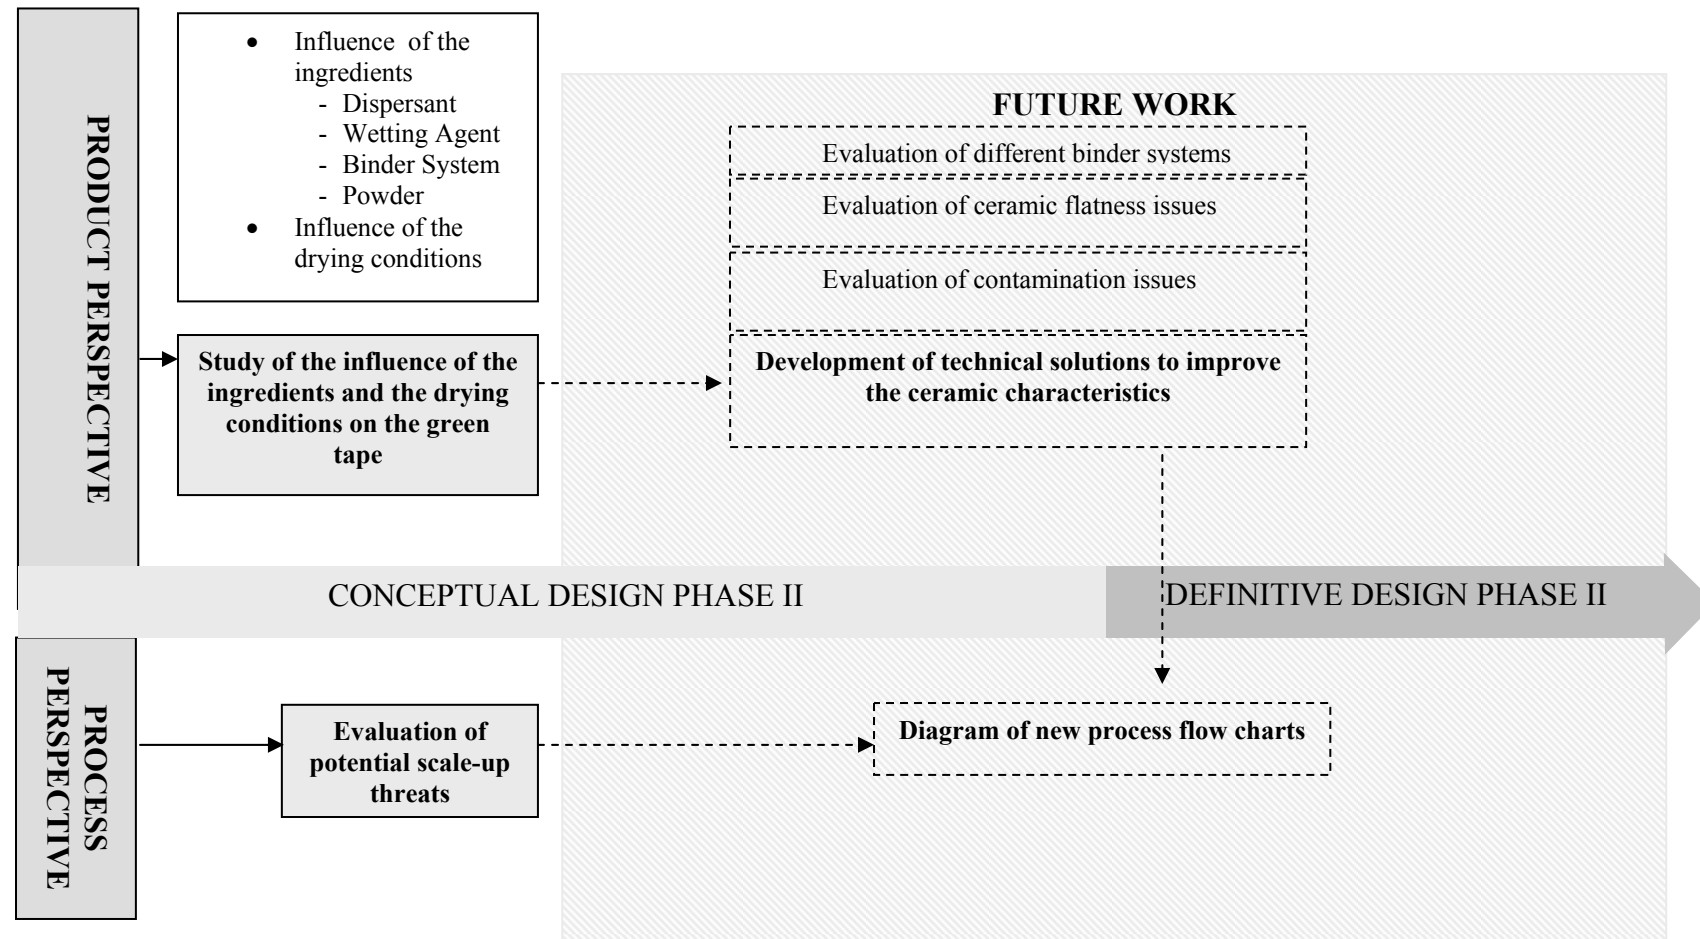 PRODUCT PERSPECTIVE
• Influence of the
ingredients
- Dispersant
- Wetting Agent
- Binder System
- Powder
• Influence of the
drying conditions
Study of the influence of the
ingredients and the drying
conditions on the green
tape
FUTURE WORK
Evaluation of different binder systems
Evaluation of ceramic flatness issues
Evaluation of contamination issues
Development of technical solutions to improve
the ceramic characteristics
CONCEPTUAL DESIGN PHASE II
DEFINITIVE DESIGN PHASE II
PROCESS
PERSPECTIVE
Evaluation of
potential scale-up
threats
Diagram of new process flow charts